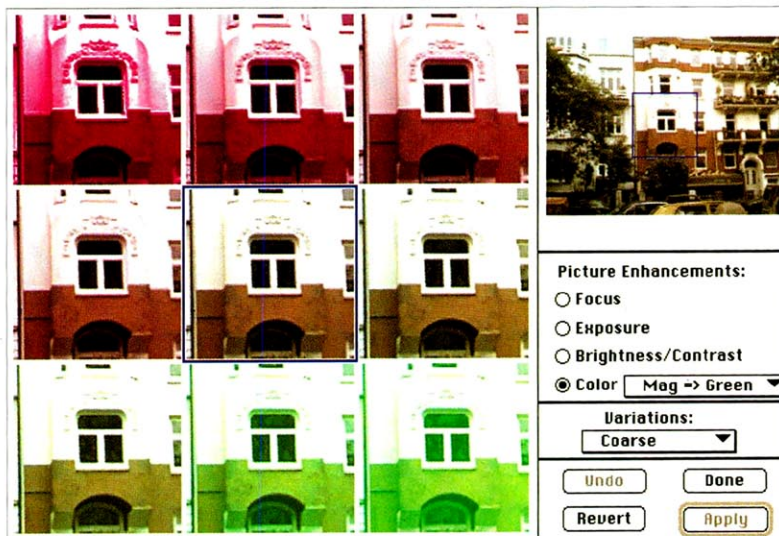 Picture Enhancements:
Focus
Exposure
Brightness/Contrast
Color Mag -> Green
Variations:
Coarse
Undo Done
Revert Apply